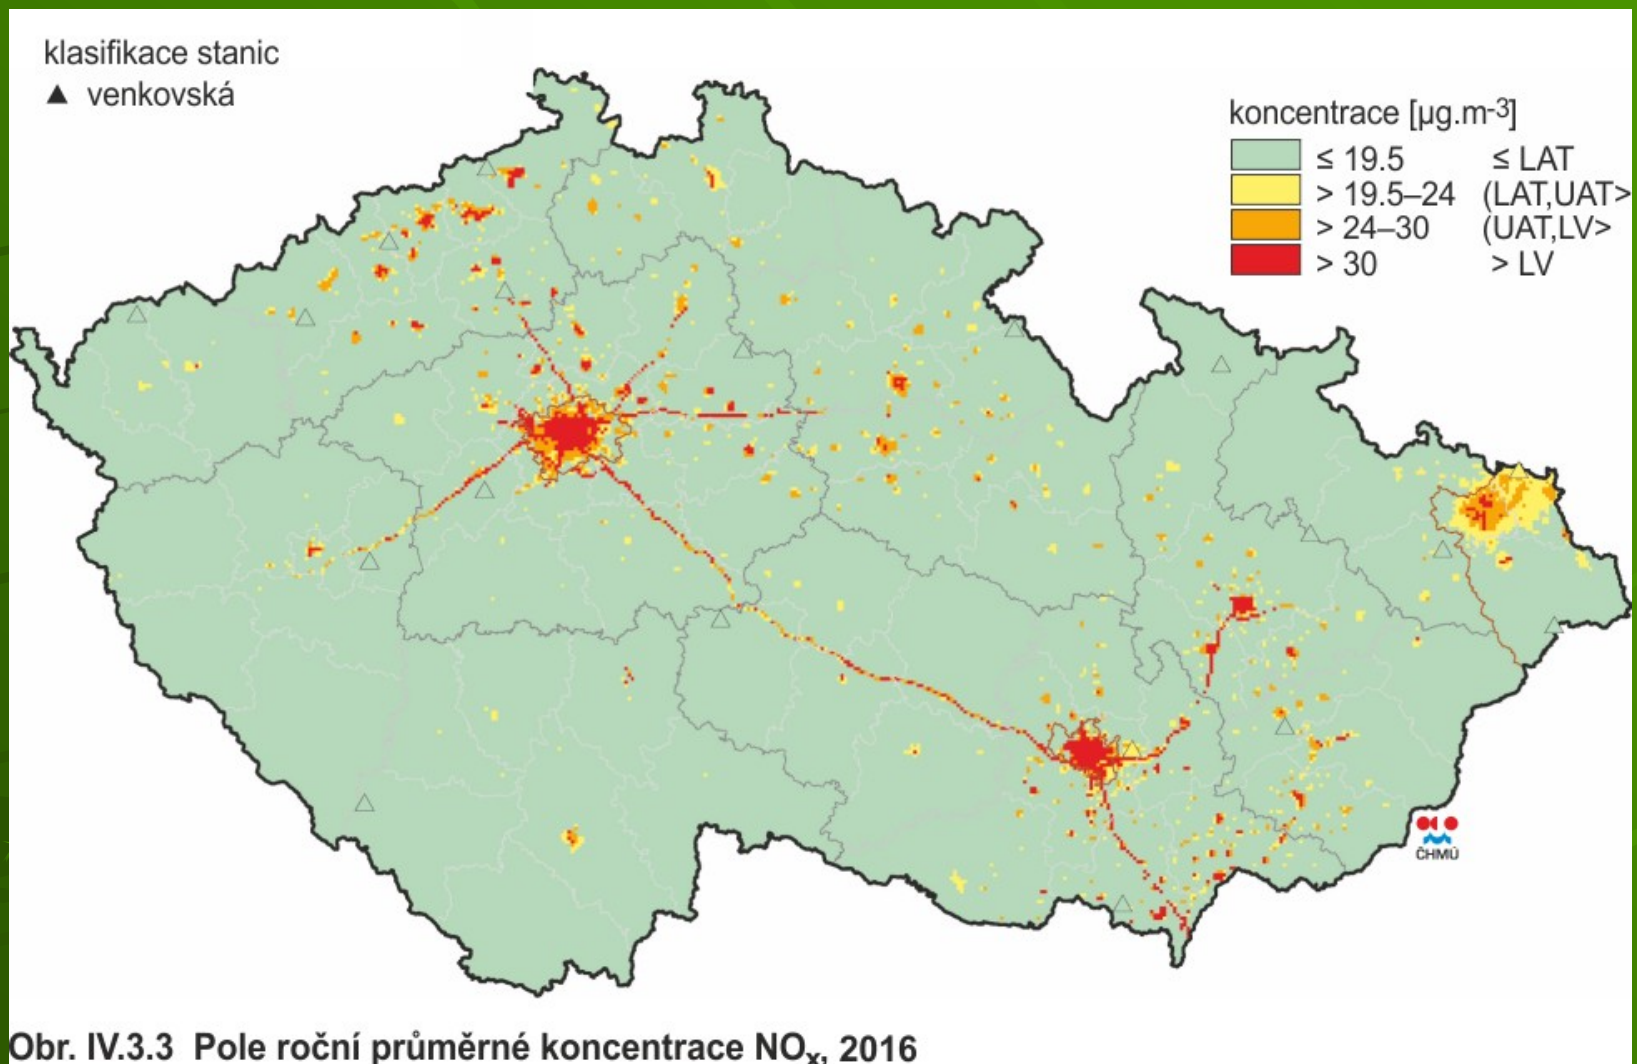 klasifikace stanic
▲ venkovská
koncentrace [µg.m-3]
≤ 19.5 ≤ LAT
> 19.5–24 (LAT,UAT>
> 24–30 (UAT,LV>
> 30 > LV
ČHMÚ
Obr. IV.3.3 Pole roční průměrné koncentrace NOx, 2016